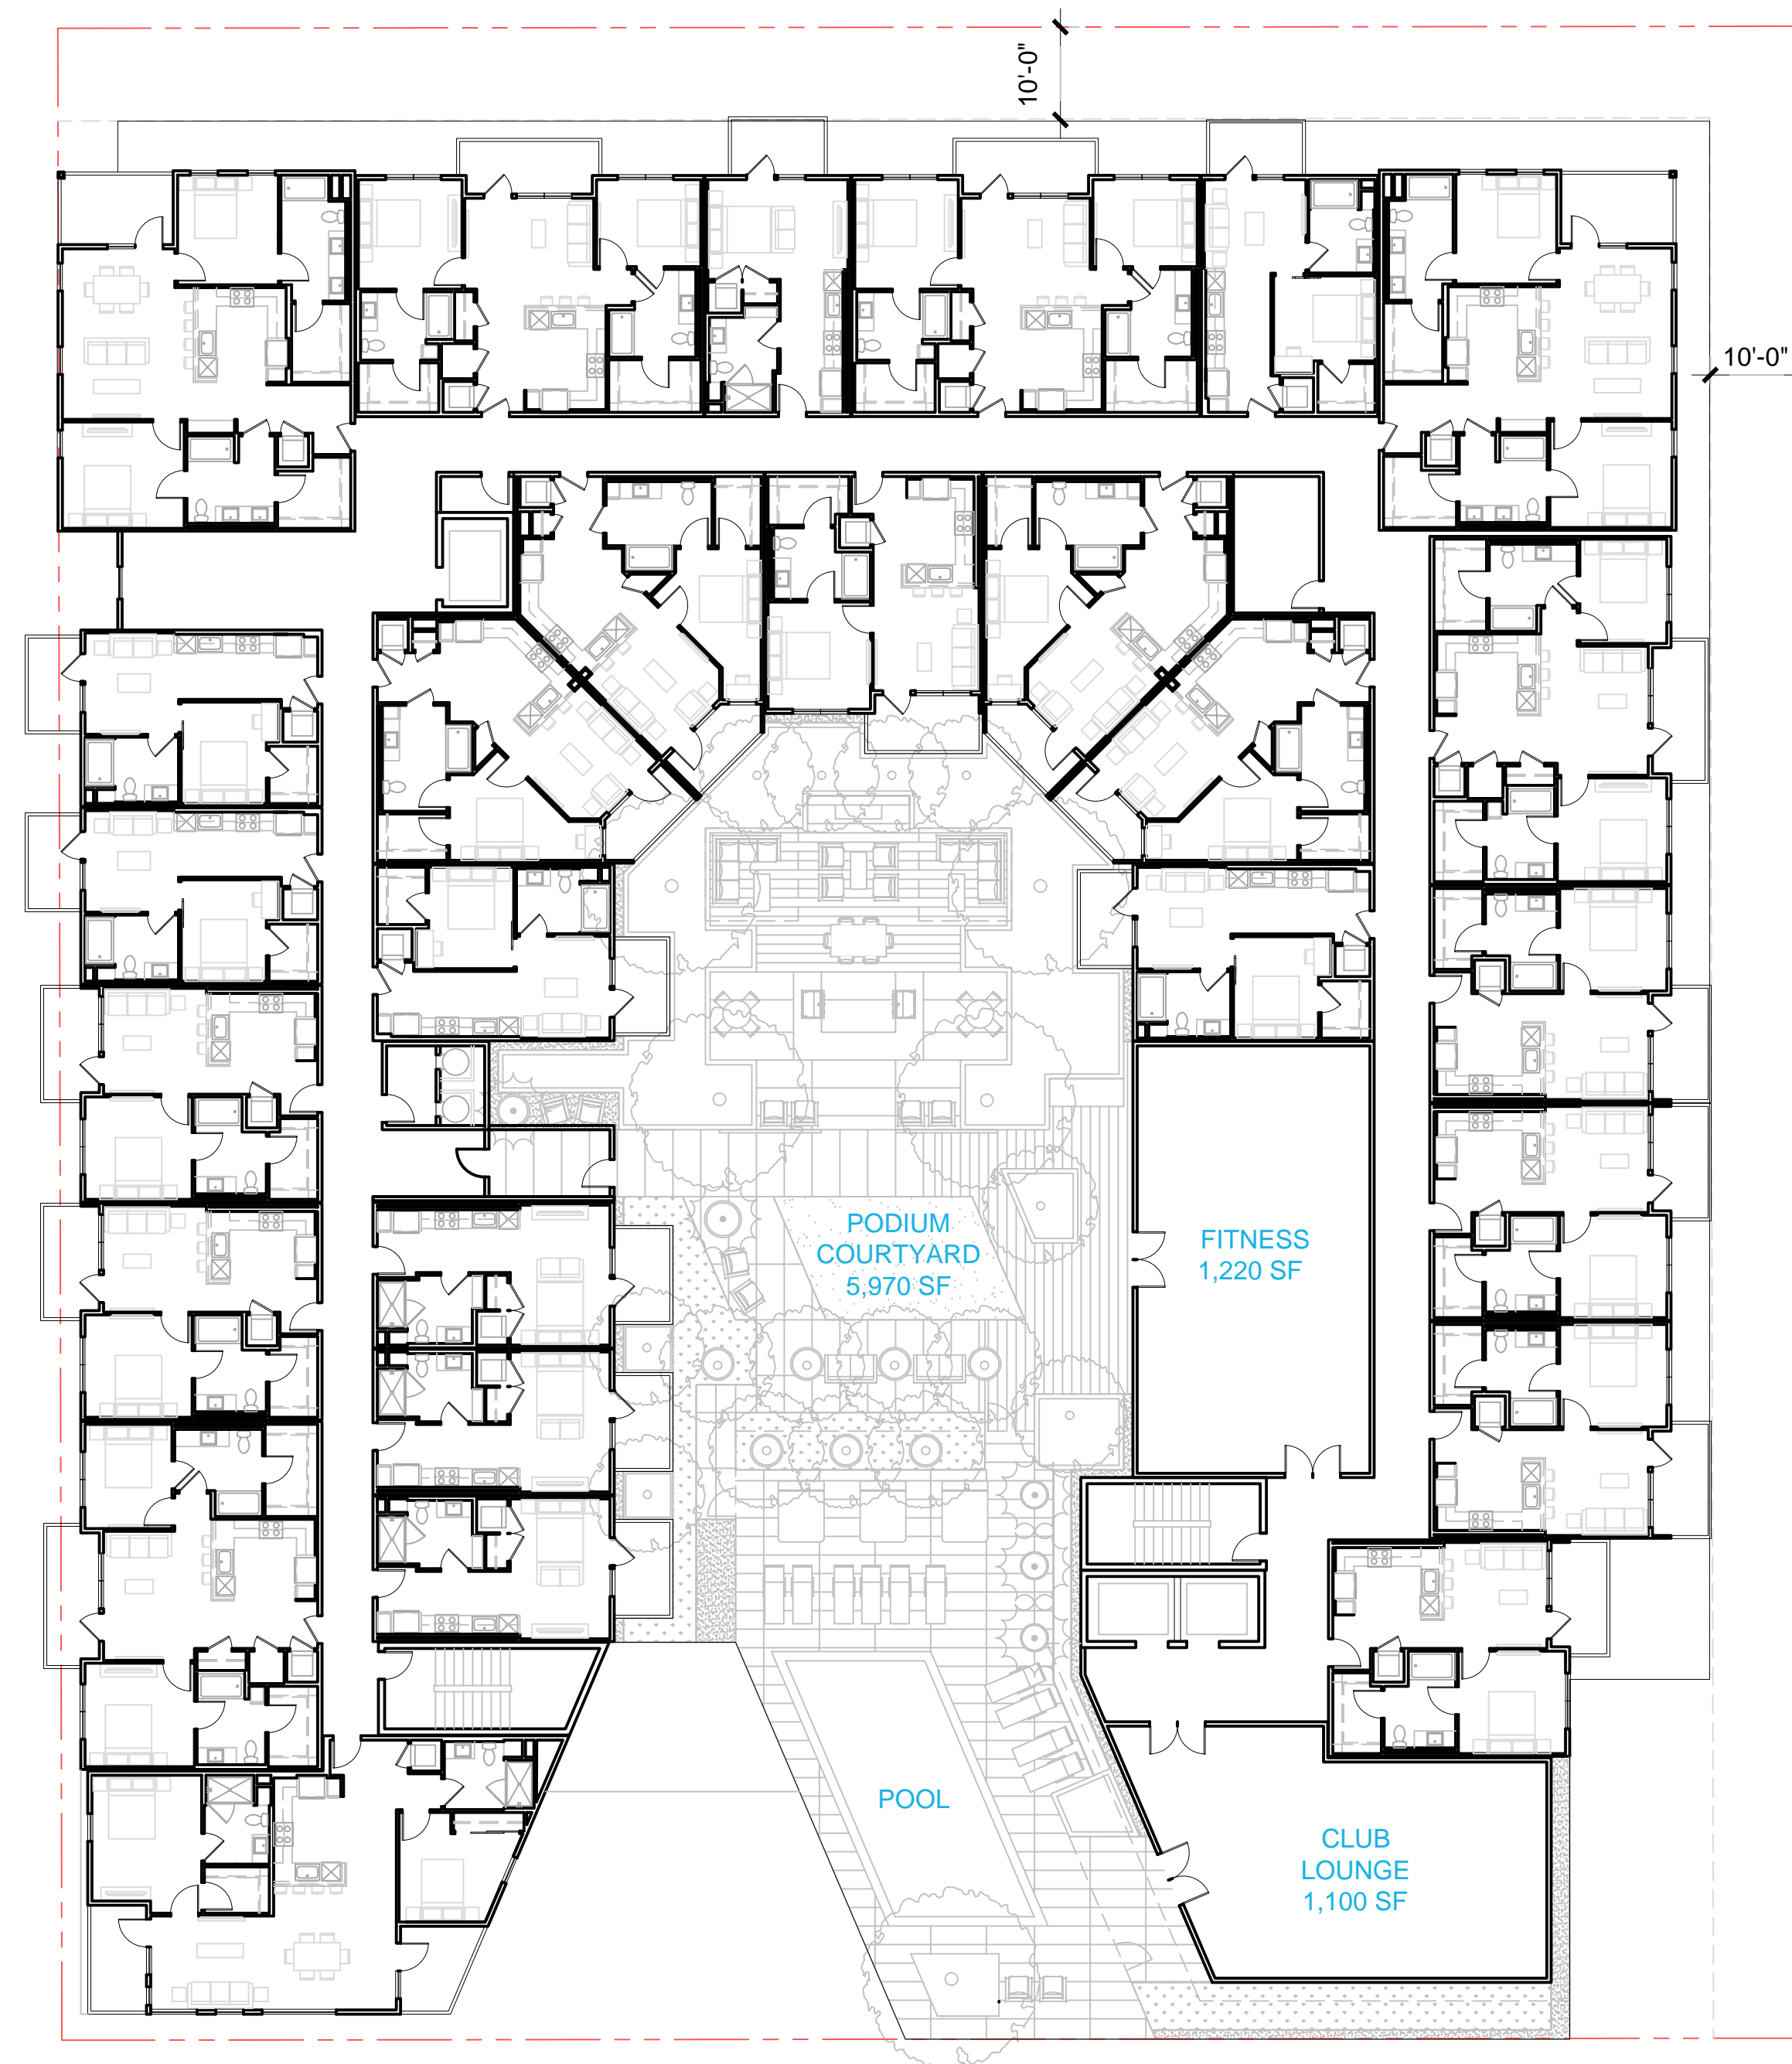 10'-0"
10'-0"
PODIUM
COURTYARD
5,970 SF
FITNESS
1,220 SF
POOL
CLUB
LOUNGE
1,100 SF